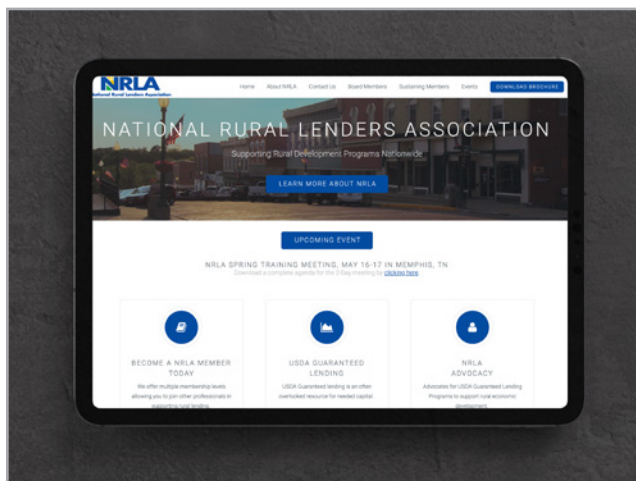 NRLA
National Rural Lenders Association
Home About NRLA Contact Us Board Members Sustaining Members Events DOWNLOAD BROCHURE
NATIONAL RURAL LENDERS ASSOCIATION
Supporting Rural Development Programs Nationwide
LEARN MORE ABOUT NRLA
UPCOMING EVENT
NRLA SPRING TRAINING MEETING, MAY 16-17 IN MEMPHIS, TN
Download a complete agenda for the 2-Day meeting by clicking here
BECOME A NRLA MEMBER
TODAY
We offer multiple membership levels
allowing you to join other professionals in
supporting rural lending.
USDA GUARANTEED
LENDING
USDA Guaranteed lending is an often
overlooked resource for needed capital.
NRLA
ADVOCACY
Advocates for USDA Guaranteed Lending
Programs to support rural economic
development.